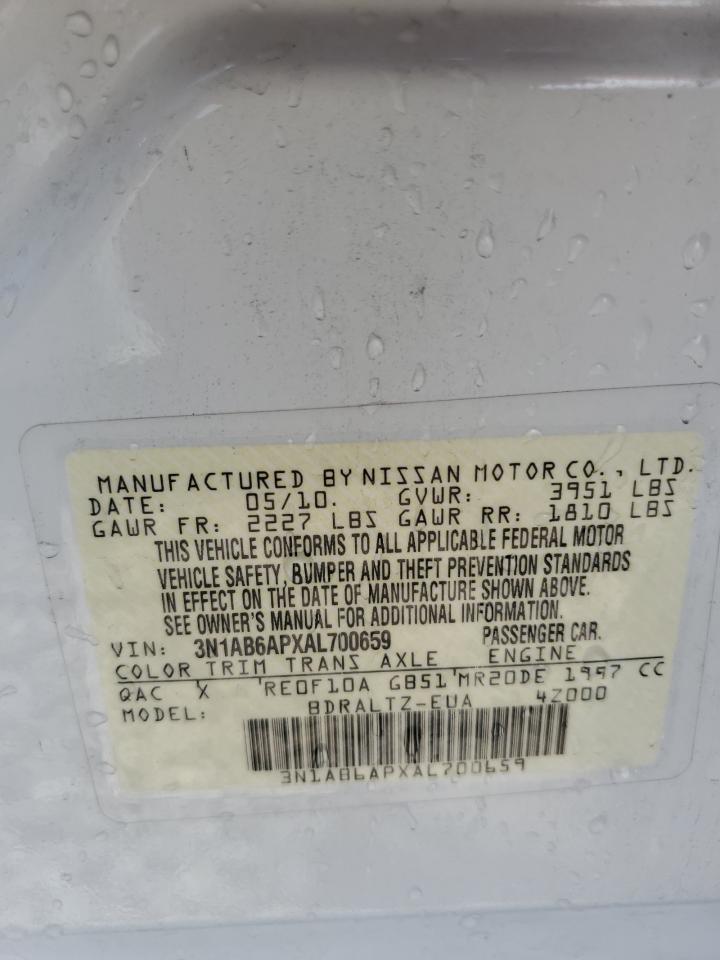 MANUFACTURED BY NISSAN MOTOR CO., LTD.
DATE: 05/10. GVWR: 3951 LBS
GAWR FR: 2227 LBS GAWR RR: 1810 LBS
THIS VEHICLE CONFORMS TO ALL APPLICABLE FEDERAL MOTOR
VEHICLE SAFETY, BUMPER AND THEFT PREVENTION STANDARDS
IN EFFECT ON THE DATE OF MANUFACTURE SHOWN ABOVE.
SEE OWNER'S MANUAL FOR ADDITIONAL INFORMATION.
VIN: 3N1AB6APXAL700659 PASSENGER CAR.
COLOR TRIM TRANS AXLE ENGINE
QAC X RE0F10A GB51 MR20DE 1997 CC
MODEL: BDRALTZ-EUA 4Z000
3N1AB6APXAL700659